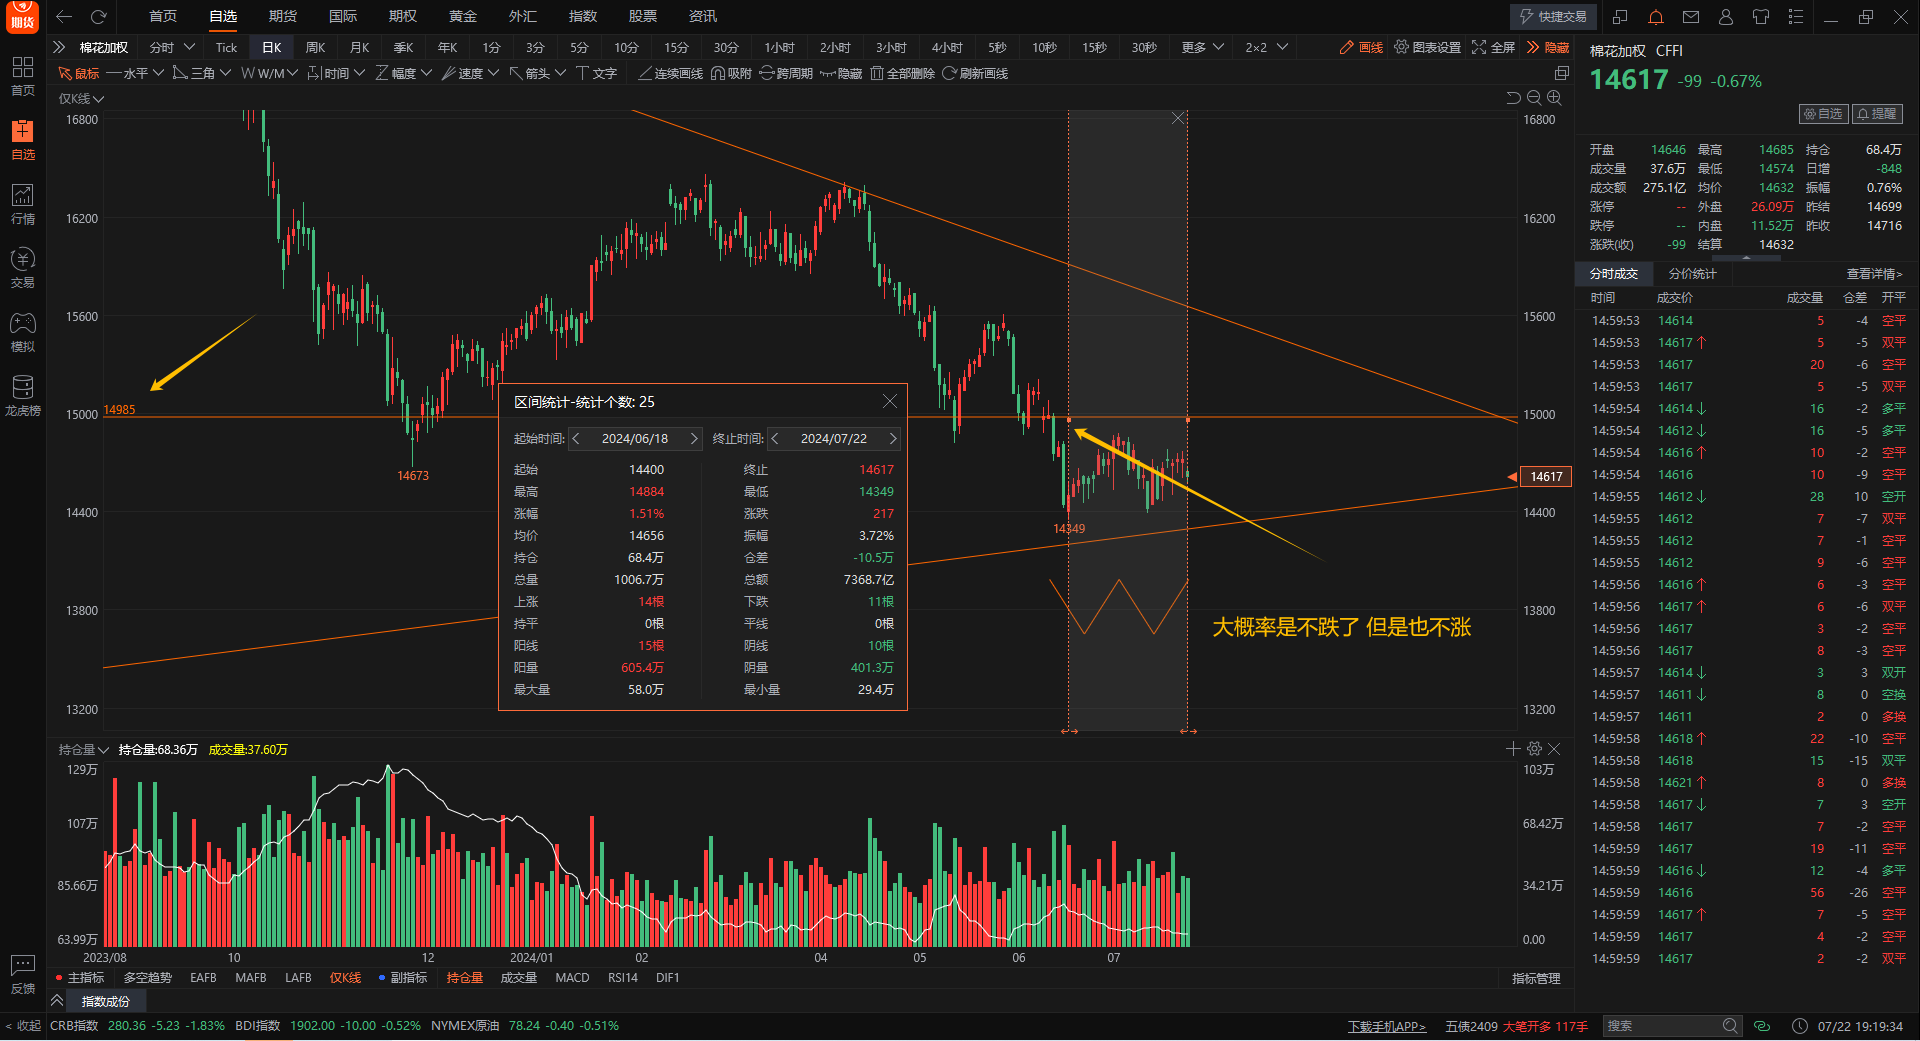 期货 首页 自选 期货 国际 期权 黄金 外汇 指数 股票 资讯 快捷交易
棉花加权 分时 Tick 日K 周K 月K 季K 年K 1分 3分 5分 10分 15分 30分 1小时 2小时 3小时 4小时 5秒 10秒 15秒 30秒 更多 2×2 画线 图表设置 全屏 隐藏
鼠标 水平 三角 W/M 时间 幅度 速度 箭头 文字 连续画线 吸附 跨周期 隐藏 全部删除 刷新画线
首页
自选
行情
交易
模拟
龙虎榜
反馈
< 收起
仅K线
16800 16800
16200 16200
15600 15600
15000 15000
14400 14400
13800 13800
13200 13200
14985
14673
14349
14617
大概率是不跌了 但是也不涨
区间统计-统计个数: 25
起始时间: 2024/06/18 终止时间: 2024/07/22
起始 14400 终止 14617
最高 14884 最低 14349
涨幅 1.51% 涨跌 217
均价 14656 振幅 3.72%
持仓 68.4万 仓差 -10.5万
总量 1006.7万 总额 7368.7亿
上涨 14根 下跌 11根
持平 0根 平线 0根
阳线 15根 阴线 10根
阳量 605.4万 阴量 401.3万
最大量 58.0万 最小量 29.4万
持仓量 持仓量:68.36万 成交量:37.60万
129万 103万
107万 68.42万
85.66万 34.21万
63.99万 0.00
2023/08 10 12 2024/01 02 04 05 06 07
主指标 多空趋势 EAFB MAFB LAFB 仅K线 副指标 持仓量 成交量 MACD RSI14 DIF1 指标管理
指数成份
CRB指数 280.36 -5.23 -1.83% BDI指数 1902.00 -10.00 -0.52% NYMEX原油 78.24 -0.40 -0.51% 下载手机APP> 五债2409 大笔开多 117手 搜索 07/22 19:19:34
棉花加权 CFFI
14617 -99 -0.67%
自选 提醒
开盘 14646 最高 14685 持仓 68.4万
成交量 37.6万 最低 14574 日增 -848
成交额 275.1亿 均价 14632 振幅 0.76%
涨停 -- 外盘 26.09万 昨结 14699
跌停 -- 内盘 11.52万 昨收 14716
涨跌(收) -99 结算 14632
分时成交 分价统计 查看详情>
时间 成交价 成交量 仓差 开平
14:59:53 14614 5 -4 空平
14:59:53 14617↑ 5 -5 双平
14:59:53 14617 20 -6 空平
14:59:53 14617 5 -5 双平
14:59:54 14614↓ 16 -2 多平
14:59:54 14612↓ 16 -5 多平
14:59:54 14616↑ 10 -2 空平
14:59:54 14616 10 -9 空平
14:59:55 14612↓ 28 10 空开
14:59:55 14612 7 -7 双平
14:59:55 14612 7 -1 空平
14:59:55 14612 9 -6 空平
14:59:56 14616↑ 6 -3 空平
14:59:56 14617↑ 6 -6 双平
14:59:56 14617 3 -2 空平
14:59:56 14617 8 -3 空平
14:59:57 14614↓ 3 3 双开
14:59:57 14611↓ 8 0 空换
14:59:57 14611 2 0 多换
14:59:58 14618↑ 22 -10 空平
14:59:58 14618 15 -15 双平
14:59:58 14621↑ 8 0 多换
14:59:58 14617↓ 7 3 空开
14:59:58 14617 7 -2 空平
14:59:59 14617 19 -11 空平
14:59:59 14616↓ 12 -4 多平
14:59:59 14616 56 -26 空平
14:59:59 14617↑ 7 -5 空平
14:59:59 14617 4 -2 空平
14:59:59 14617 2 -2 双平